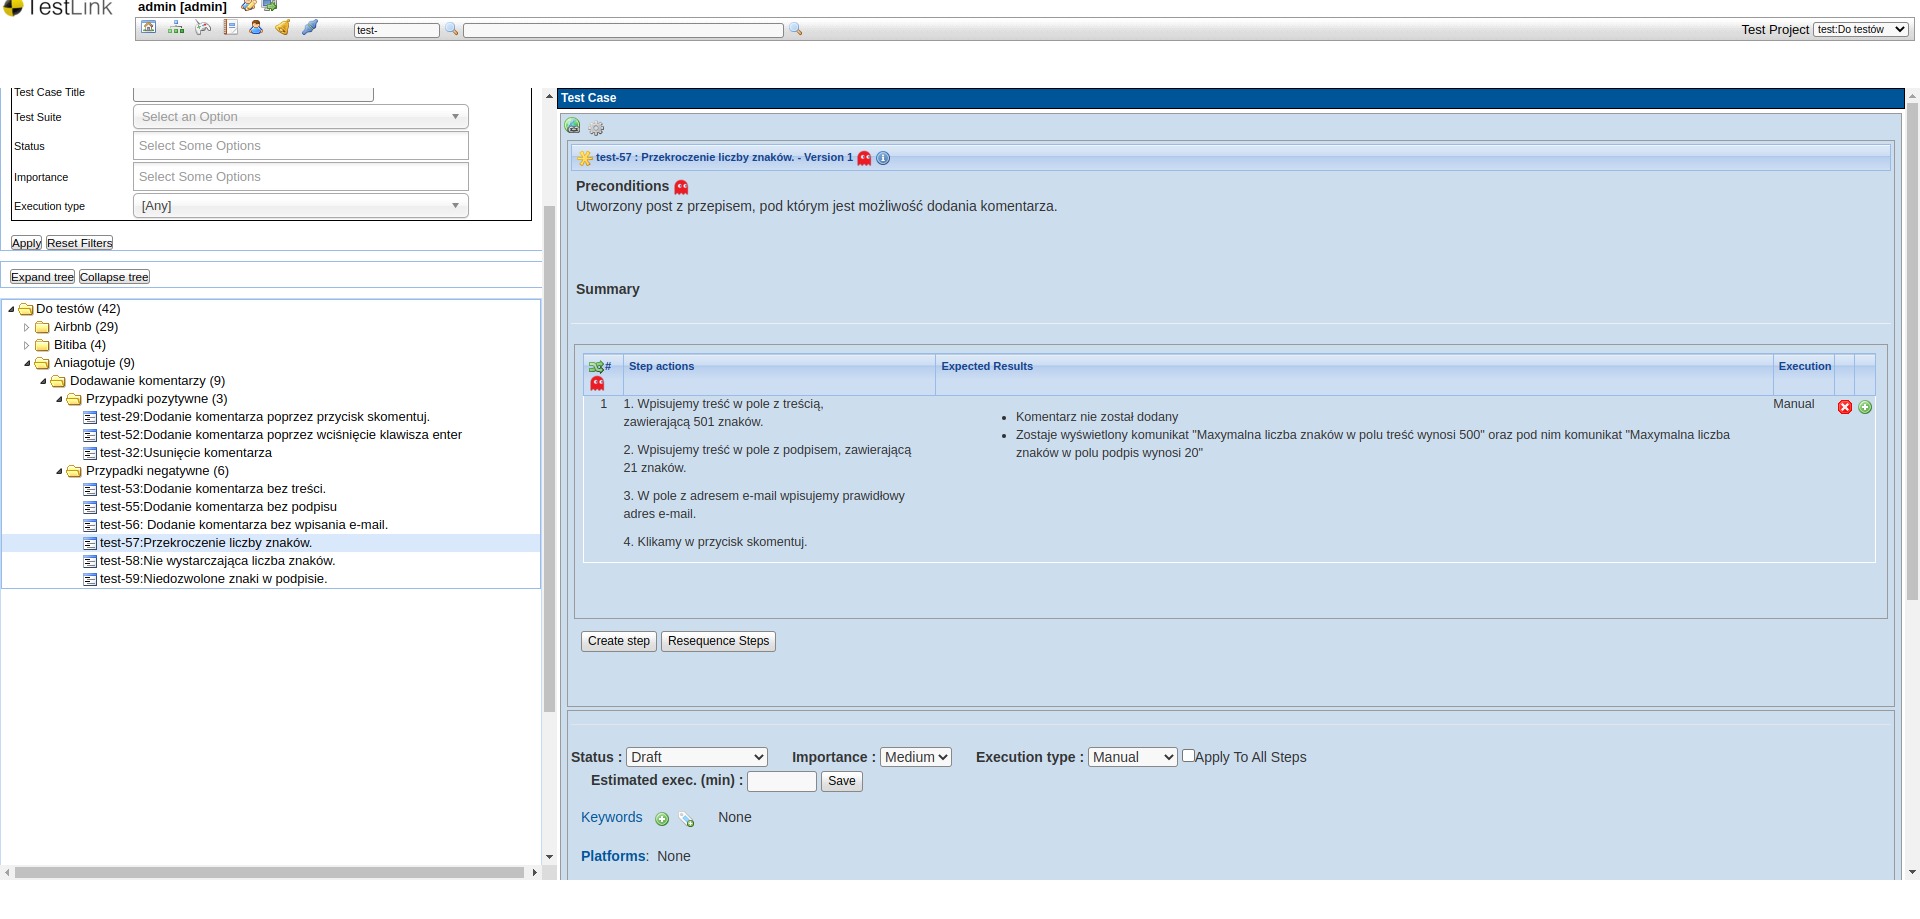 TestLink
admin [admin]
test-
Test Project test:Do testów
Test Case Title
Test Suite Select an Option
Status Select Some Options
Importance Select Some Options
Execution type [Any]
Apply Reset Filters
Expand tree Collapse tree
Do testów (42)
Airbnb (29)
Bitiba (4)
Aniagotuje (9)
Dodawanie komentarzy (9)
Przypadki pozytywne (3)
test-29:Dodanie komentarza poprzez przycisk skomentuj.
test-52:Dodanie komentarza poprzez wciśnięcie klawisza enter
test-32:Usunięcie komentarza
Przypadki negatywne (6)
test-53:Dodanie komentarza bez treści.
test-55:Dodanie komentarza bez podpisu
test-56: Dodanie komentarza bez wpisania e-mail.
test-57:Przekroczenie liczby znaków.
test-58:Nie wystarczająca liczba znaków.
test-59:Niedozwolone znaki w podpisie.
Test Case
test-57 : Przekroczenie liczby znaków. - Version 1
Preconditions
Utworzony post z przepisem, pod którym jest możliwość dodania komentarza.
Summary
# Step actions Expected Results Execution
1 1. Wpisujemy treść w pole z treścią,
zawierającą 501 znaków.
2. Wpisujemy treść w pole z podpisem, zawierającą
21 znaków.
3. W pole z adresem e-mail wpisujemy prawidłowy
adres e-mail.
4. Klikamy w przycisk skomentuj.
• Komentarz nie został dodany
• Zostaje wyświetlony komunikat "Maxymalna liczba znaków w polu treść wynosi 500" oraz pod nim komunikat "Maxymalna liczba
znaków w polu podpis wynosi 20"
Manual
Create step Resequence Steps
Status : Draft Importance : Medium Execution type : Manual Apply To All Steps
Estimated exec. (min) : Save
Keywords None
Platforms: None